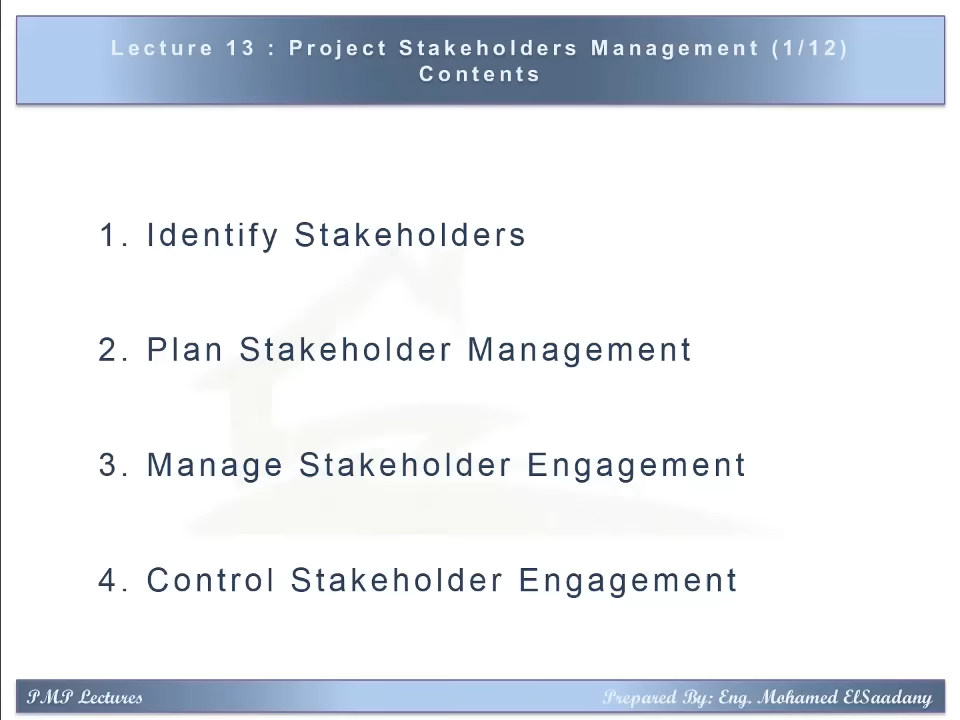 Lecture 13 : Project Stakeholders Management (1/12)
Contents
1. Identify Stakeholders
2. Plan Stakeholder Management
3. Manage Stakeholder Engagement
4. Control Stakeholder Engagement
PMP Lectures
Prepared By: Eng. Mohamed ElSaadany